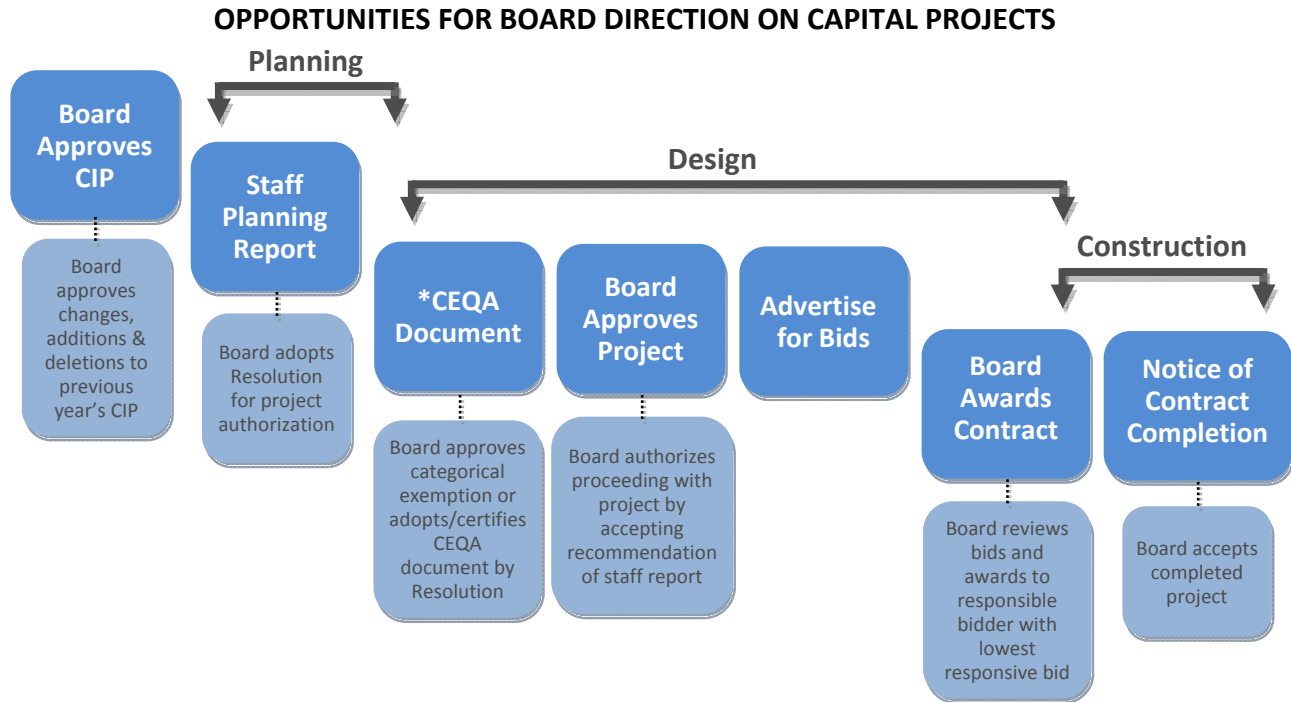 OPPORTUNITIES FOR BOARD DIRECTION ON CAPITAL PROJECTS
Planning
Board
Approves
CIP
Board
approves
changes,
additions &
deletions to
previous
year's CIP
Staff
Planning
Report
Board adopts
Resolution
for project
authorization
Design
*CEQA
Document
Board approves
categorical
exemption or
adopts/certifies
CEQA
document by
Resolution
Board
Approves
Project
Board authorizes
proceeding with
project by
accepting
recommendation
of staff report
Advertise
for Bids
Construction
Board
Awards
Contract
Board reviews
bids and
awards to
responsible
bidder with
lowest
responsive bid
Notice of
Contract
Completion
Board accepts
completed
project